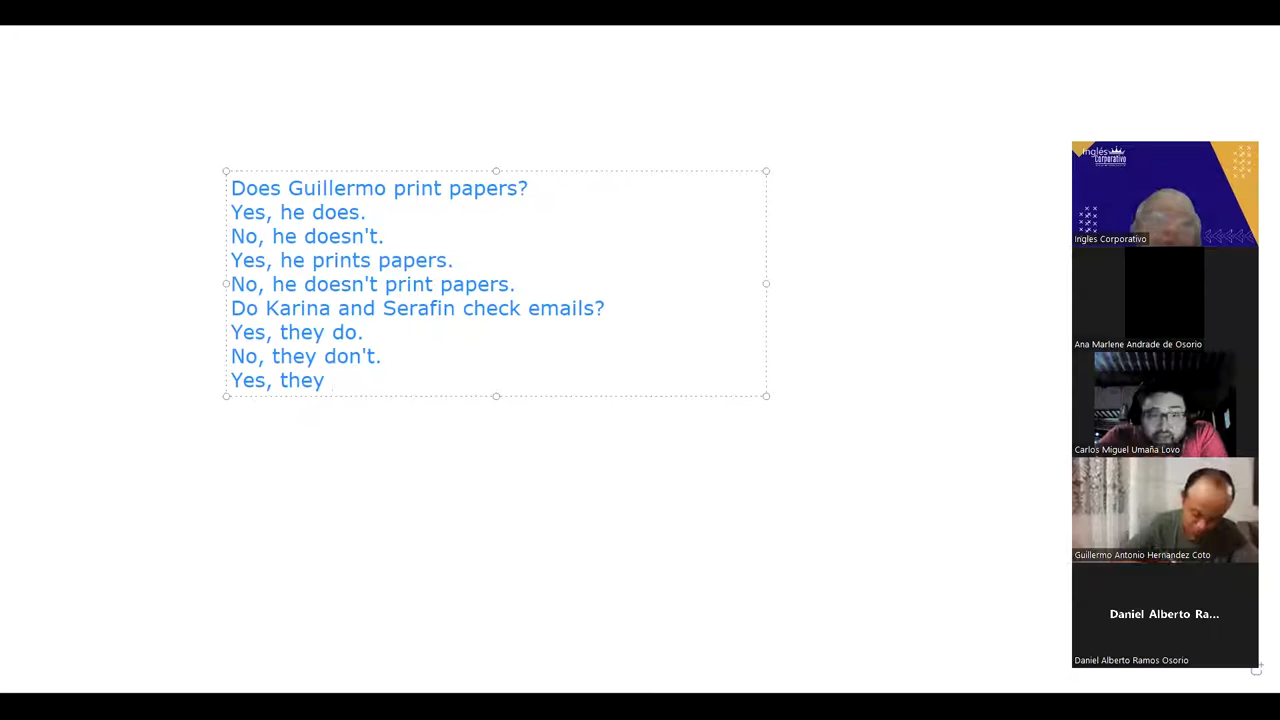 Does Guillermo print papers?
Yes, he does.
No, he doesn't.
Yes, he prints papers.
No, he doesn't print papers.
Do Karina and Serafin check emails?
Yes, they do.
No, they don't.
Yes, they
Inglés
Corporativo
Ingles Corporativo
Ana Marlene Andrade de Osorio
Carlos Miguel Umaña Lovo
Guillermo Antonio Hernandez Coto
Daniel Alberto Ra...
Daniel Alberto Ramos Osorio